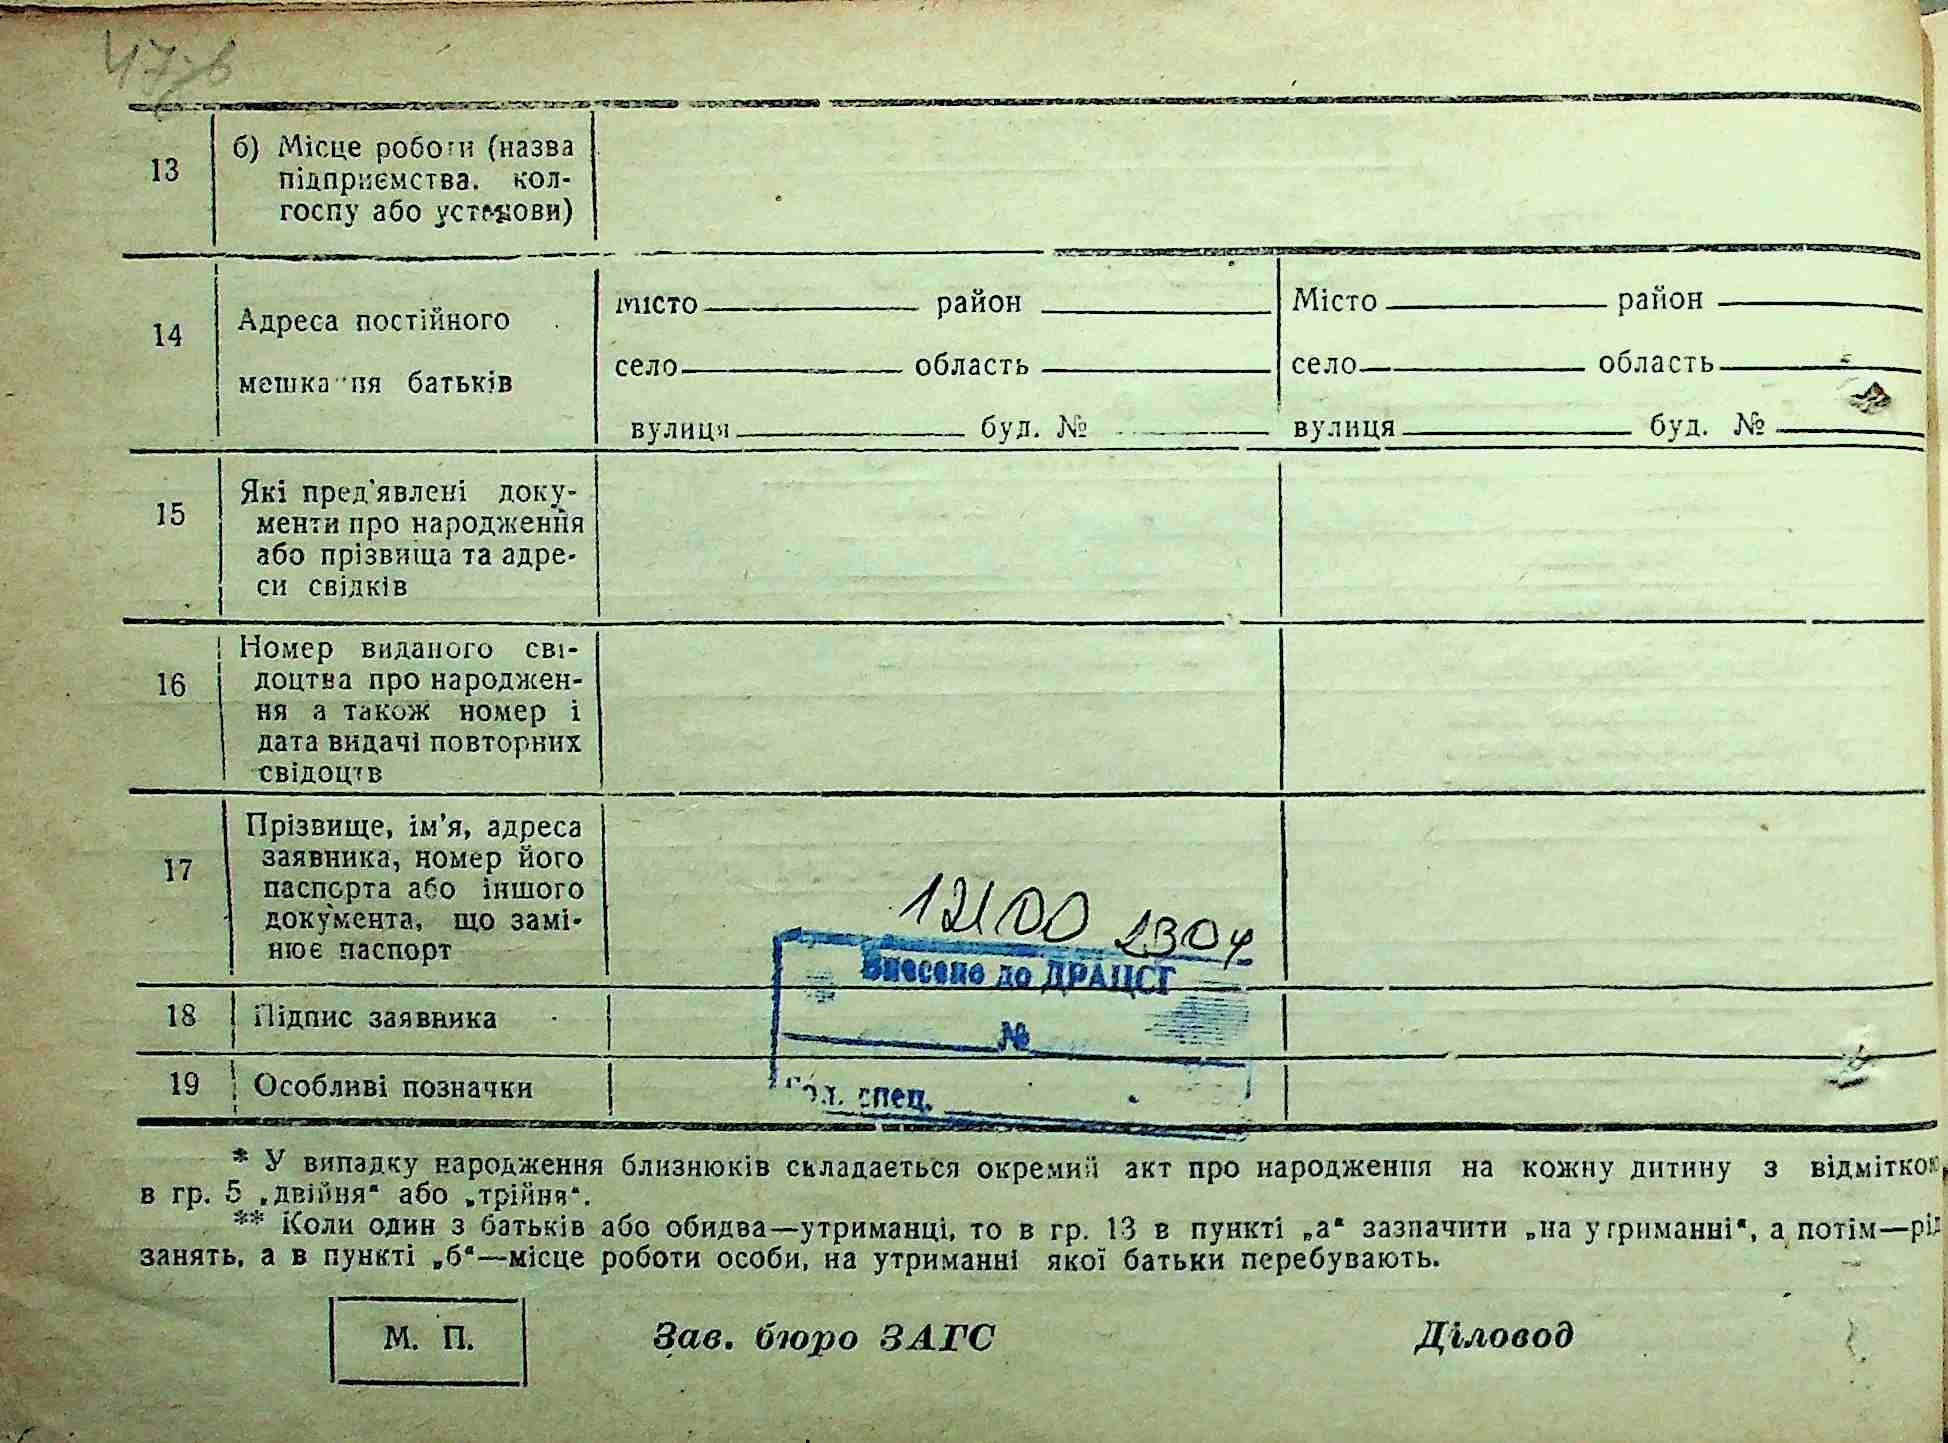 13
б) Місце роботи (назва
підприємства, кол-
госпу або установи)
14
Адреса постійного
мешкання батьків
місто район
село область
вулиця буд. №
Місто район
село область
вулиця буд. №
15
Які пред'явлені доку-
менти про народження
або прізвища та адре-
си свідків
16
Номер виданого сві-
доцтва про народжен-
ня а також номер і
дата видачі повторних
свідоцтв
17
Прізвище, ім'я, адреса
заявника, номер його
паспорта або іншого
документа, що замі-
нює паспорт
Внесено до ДРАЦСГ
№
Гол. спец.
18
Підпис заявника
19
Особливі позначки
* У випадку народження близнюків складається окремий акт про народження на кожну дитину з відміткою
в гр. 5 „двійня“ або „трійня“.
** Коли один з батьків або обидва—утриманці, то в гр. 13 в пункті „а“ зазначити „на утриманні“, а потім—рід
занять, а в пункті „б“—місце роботи особи, на утриманні якої батьки перебувають.
М. П.
Зав. бюро ЗАГС
Діловод